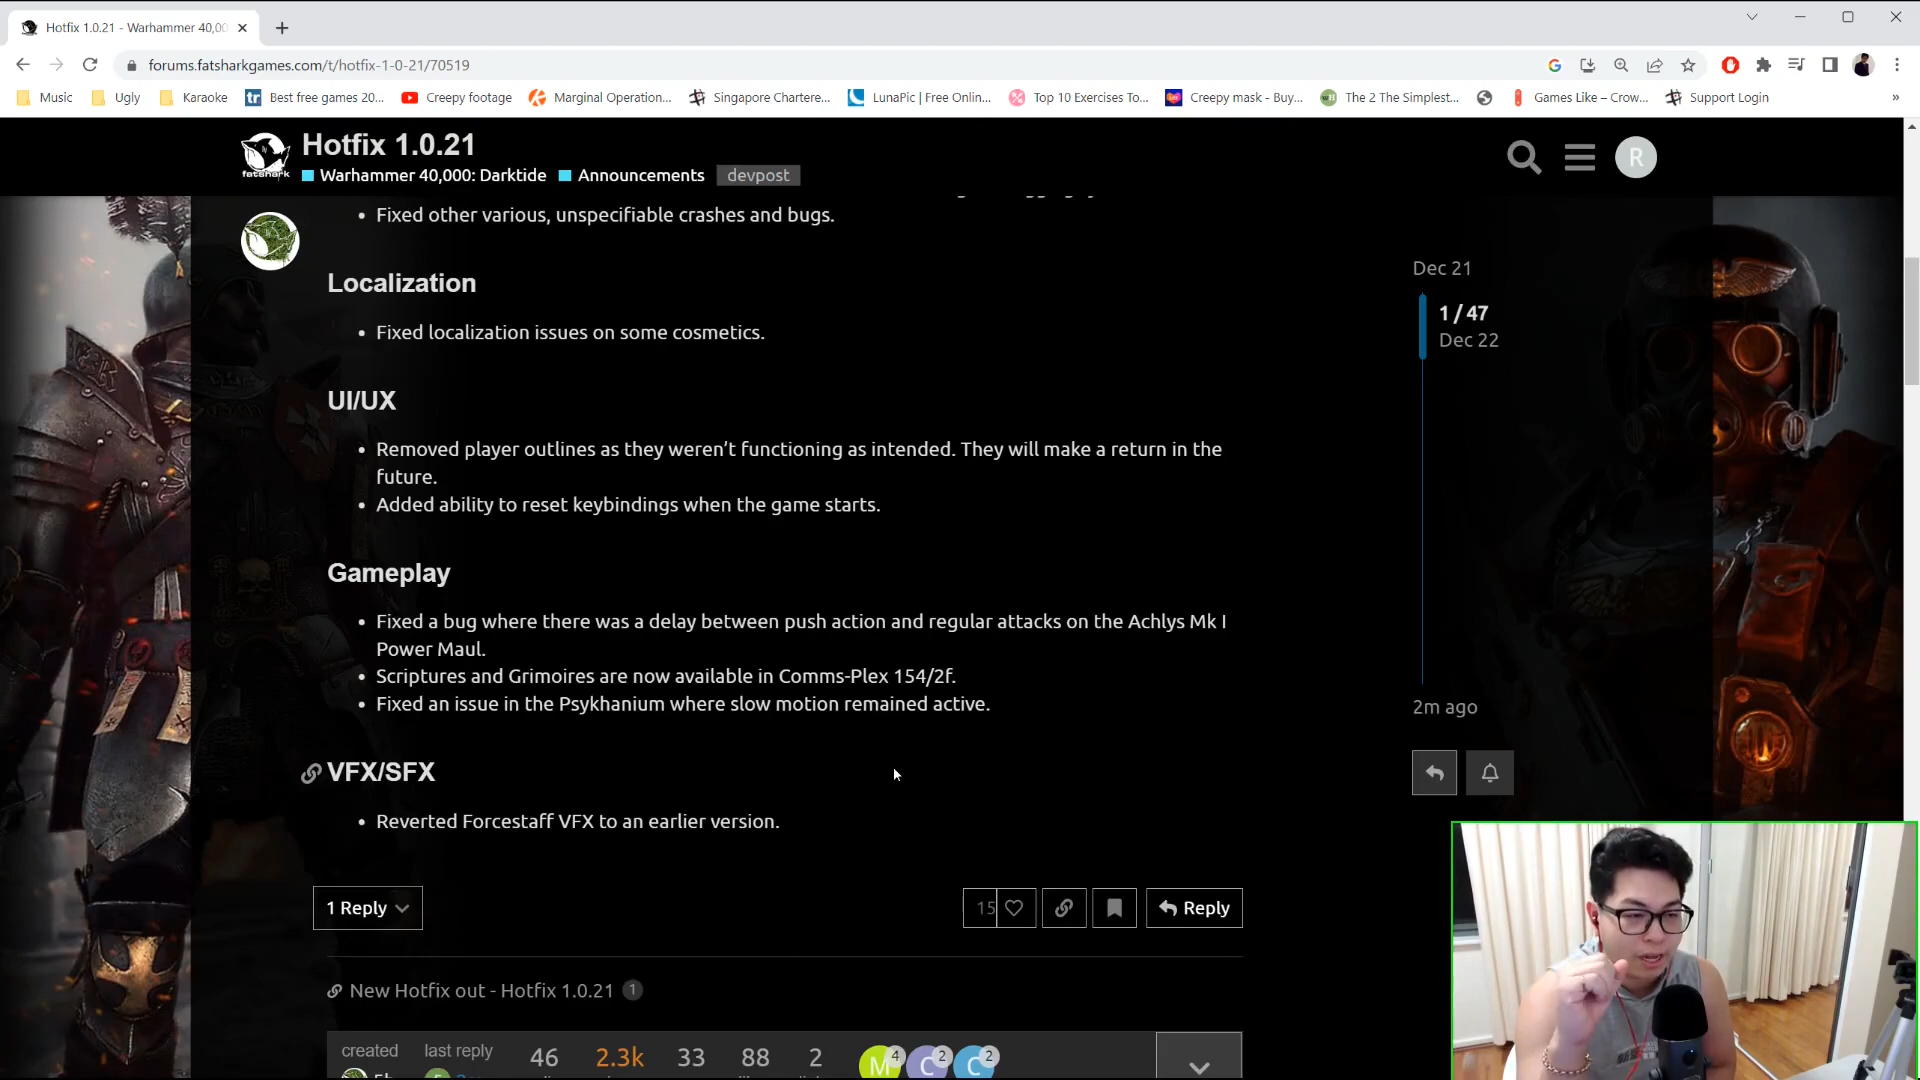 Hotfix 1.0.21 - Warhammer 40,00
forums.fatsharkgames.com/t/hotfix-1-0-21/70519
Music
Ugly
Karaoke
Best free games 20...
Creepy footage
Marginal Operation...
Singapore Chartere...
LunaPic | Free Onlin...
Top 10 Exercises To...
Creepy mask - Buy...
The 2 The Simplest...
Games Like – Crow...
Support Login
»
Hotfix 1.0.21
fatshark
Warhammer 40,000: Darktide
Announcements
devpost
R
• Fixed other various, unspecifiable crashes and bugs.
Localization
• Fixed localization issues on some cosmetics.
UI/UX
• Removed player outlines as they weren't functioning as intended. They will make a return in the
future.
• Added ability to reset keybindings when the game starts.
Gameplay
• Fixed a bug where there was a delay between push action and regular attacks on the Achlys Mk I
Power Maul.
• Scriptures and Grimoires are now available in Comms-Plex 154/2f.
• Fixed an issue in the Psykhanium where slow motion remained active.
VFX/SFX
• Reverted Forcestaff VFX to an earlier version.
Dec 21
1 / 47
Dec 22
2m ago
1 Reply
15
Reply
New Hotfix out - Hotfix 1.0.21 1
created
last reply
46
2.3k
33
88
2
M 4
C 2
C 2